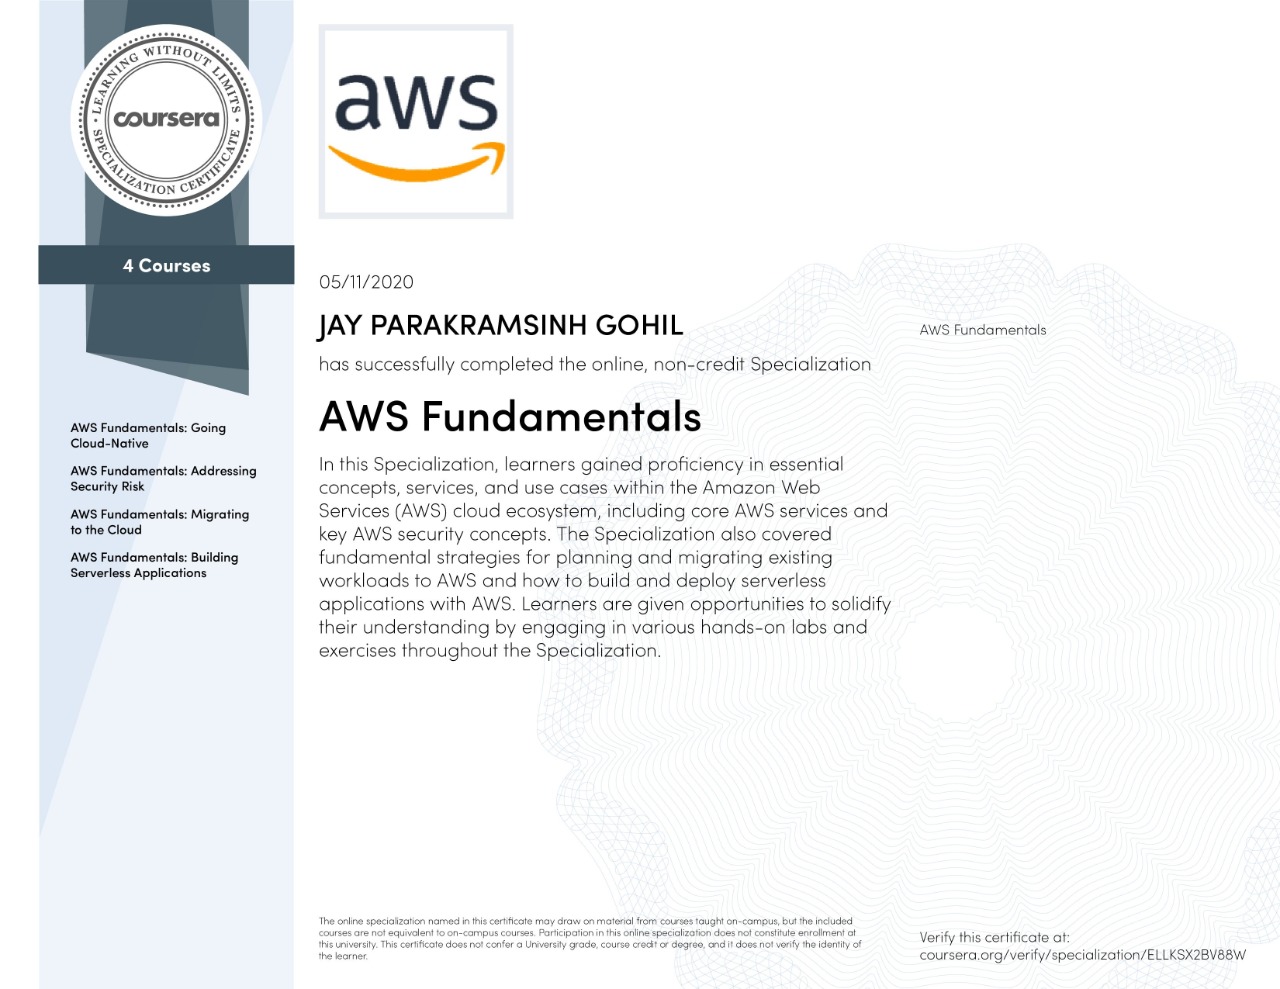 LEARNING WITHOUT LIMITS
coursera
SPECIALIZATION CERTIFICATE
aws
4 Courses
AWS Fundamentals: Going
Cloud-Native
AWS Fundamentals: Addressing
Security Risk
AWS Fundamentals: Migrating
to the Cloud
AWS Fundamentals: Building
Serverless Applications
05/11/2020
JAY PARAKRAMSINH GOHIL
has successfully completed the online, non-credit Specialization
AWS Fundamentals
In this Specialization, learners gained proficiency in essential
concepts, services, and use cases within the Amazon Web
Services (AWS) cloud ecosystem, including core AWS services and
key AWS security concepts. The Specialization also covered
fundamental strategies for planning and migrating existing
workloads to AWS and how to build and deploy serverless
applications with AWS. Learners are given opportunities to solidify
their understanding by engaging in various hands-on labs and
exercises throughout the Specialization.
AWS Fundamentals
The online specialization named in this certificate may draw on material from courses taught on-campus, but the included
courses are not equivalent to on-campus courses. Participation in this online specialization does not constitute enrollment at
this university. This certificate does not confer a University grade, course credit or degree, and it does not verify the identity of
the learner.
Verify this certificate at:
coursera.org/verify/specialization/ELLKSX2BV88W